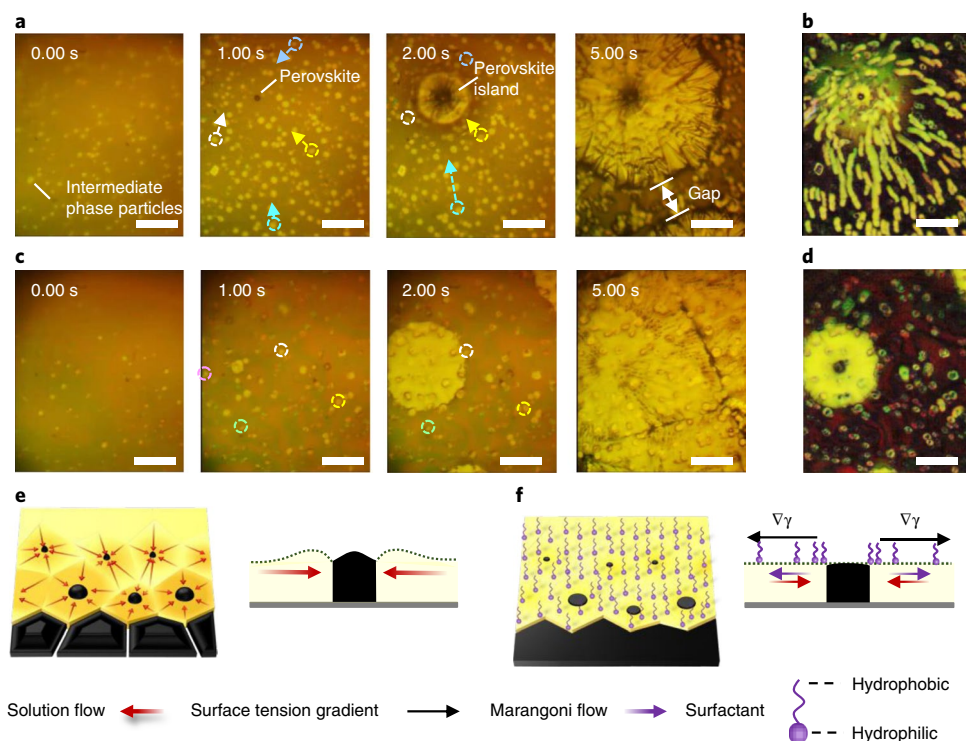 a
0.00 s
Intermediate
phase particles
1.00 s
Perovskite
2.00 s
Perovskite
island
5.00 s
Gap
b
c
0.00 s
1.00 s
2.00 s
5.00 s
d
e
f
∇γ
∇γ
Solution flow
Surface tension gradient
Marangoni flow
Surfactant
Hydrophobic
Hydrophilic